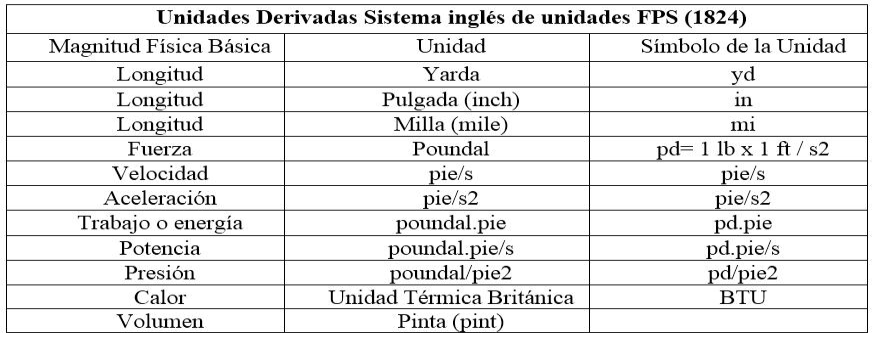 Unidades Derivadas Sistema inglés de unidades FPS (1824)
Magnitud Física Básica Unidad Símbolo de la Unidad
Longitud Yarda yd
Longitud Pulgada (inch) in
Longitud Milla (mile) mi
Fuerza Poundal pd= 1 lb x 1 ft / s2
Velocidad pie/s pie/s
Aceleración pie/s2 pie/s2
Trabajo o energía poundal.pie pd.pie
Potencia poundal.pie/s pd.pie/s
Presión poundal/pie2 pd/pie2
Calor Unidad Térmica Británica BTU
Volumen Pinta (pint)